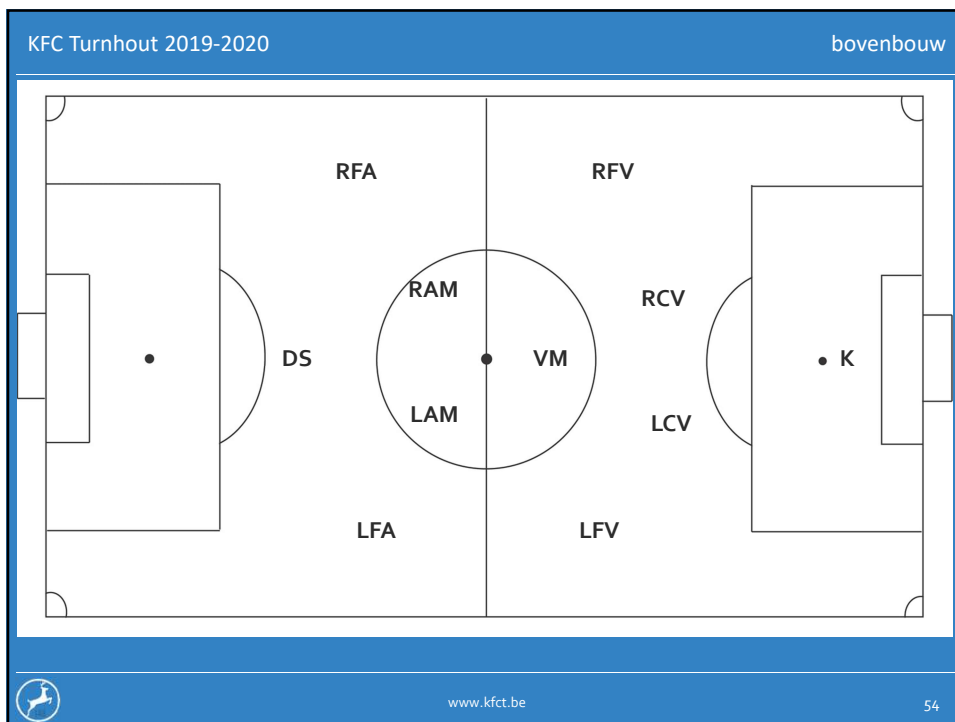 KFC Turnhout 2019-2020
bovenbouw
RFA
RFV
RAM
RCV
DS
VM
K
LAM
LCV
LFA
LFV
www.kfct.be
54